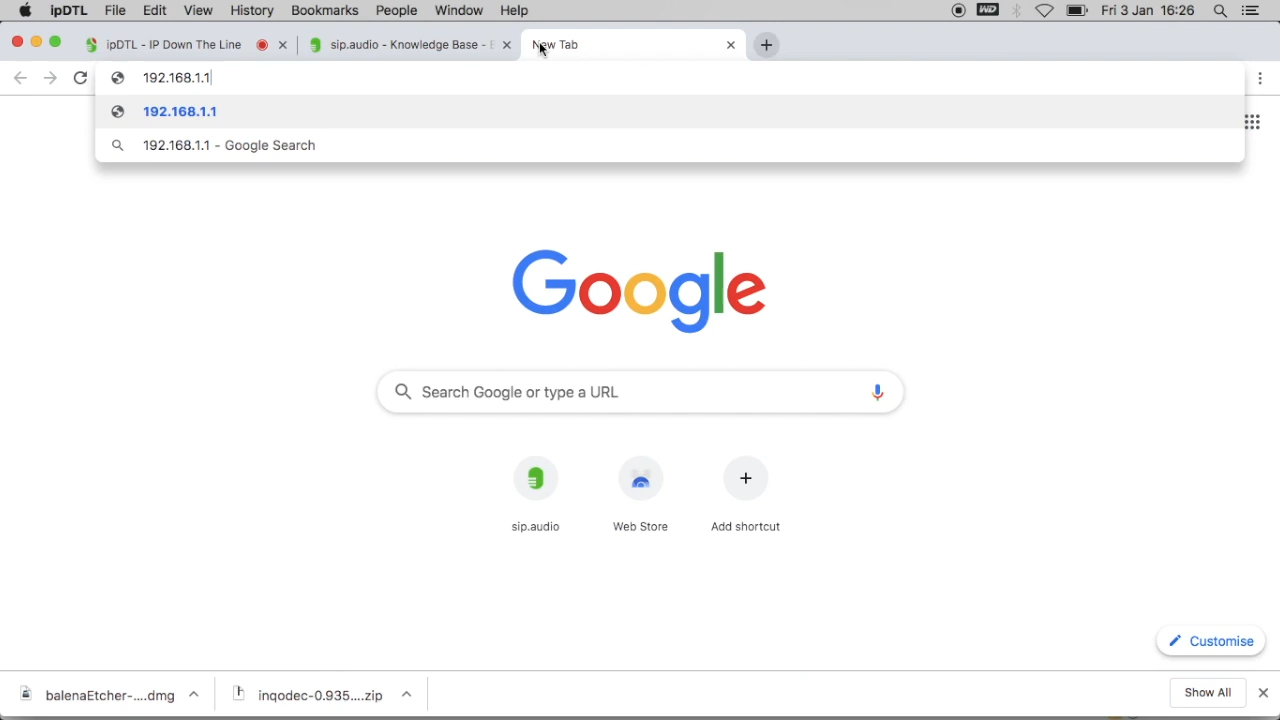 ipDTL File Edit View History Bookmarks People Window Help WD Fri 3 Jan 16:26
ipDTL - IP Down The Line sip.audio - Knowledge Base - New Tab
192.168.1.1
192.168.1.1
192.168.1.1 - Google Search
Google
Search Google or type a URL
sip.audio Web Store Add shortcut
Customise
balenaEtcher-....dmg inqodec-0.935....zip Show All